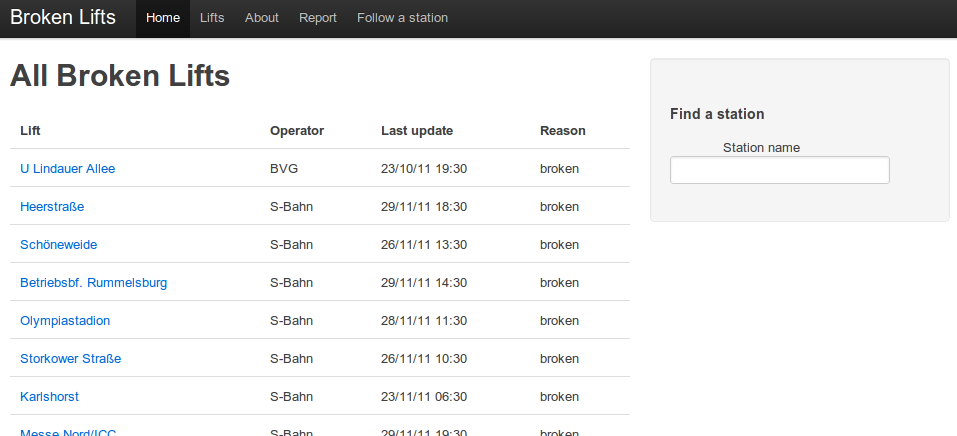 Broken Lifts Home Lifts About Report Follow a station
All Broken Lifts
Lift Operator Last update Reason
U Lindauer Allee BVG 23/10/11 19:30 broken
Heerstraße S-Bahn 29/11/11 18:30 broken
Schöneweide S-Bahn 26/11/11 13:30 broken
Betriebsbf. Rummelsburg S-Bahn 29/11/11 14:30 broken
Olympiastadion S-Bahn 28/11/11 11:30 broken
Storkower Straße S-Bahn 26/11/11 10:30 broken
Karlshorst S-Bahn 23/11/11 06:30 broken
Messe Nord/ICC S-Bahn 29/11/11 19:30 broken
Find a station
Station name